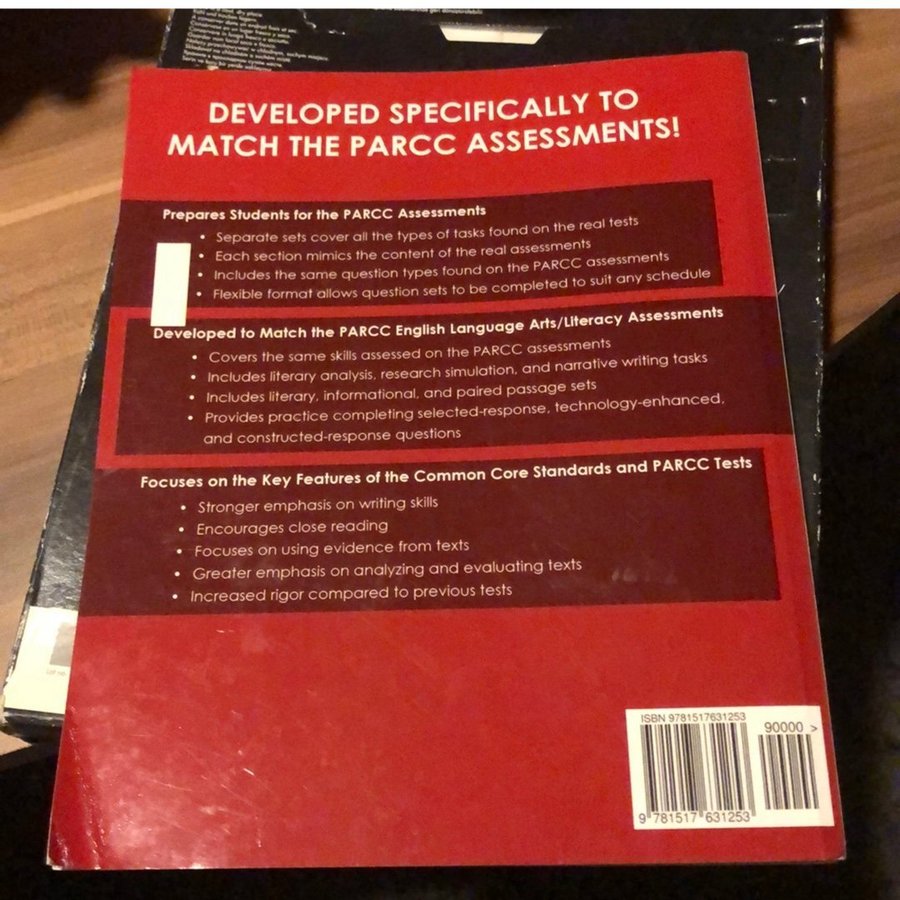 DEVELOPED SPECIFICALLY TO
MATCH THE PARCC ASSESSMENTS!
Prepares Students for the PARCC Assessments
• Separate sets cover all the types of tasks found on the real tests
• Each section mimics the content of the real assessments
• Includes the same question types found on the PARCC assessments
• Flexible format allows question sets to be completed to suit any schedule
Developed to Match the PARCC English Language Arts/Literacy Assessments
• Covers the same skills assessed on the PARCC assessments
• Includes literary analysis, research simulation, and narrative writing tasks
• Includes literary, informational, and paired passage sets
• Provides practice completing selected-response, technology-enhanced,
and constructed-response questions
Focuses on the Key Features of the Common Core Standards and PARCC Tests
• Stronger emphasis on writing skills
• Encourages close reading
• Focuses on using evidence from texts
• Greater emphasis on analyzing and evaluating texts
• Increased rigor compared to previous tests
ISBN 9781517631253
90000 >
9 781517 631253